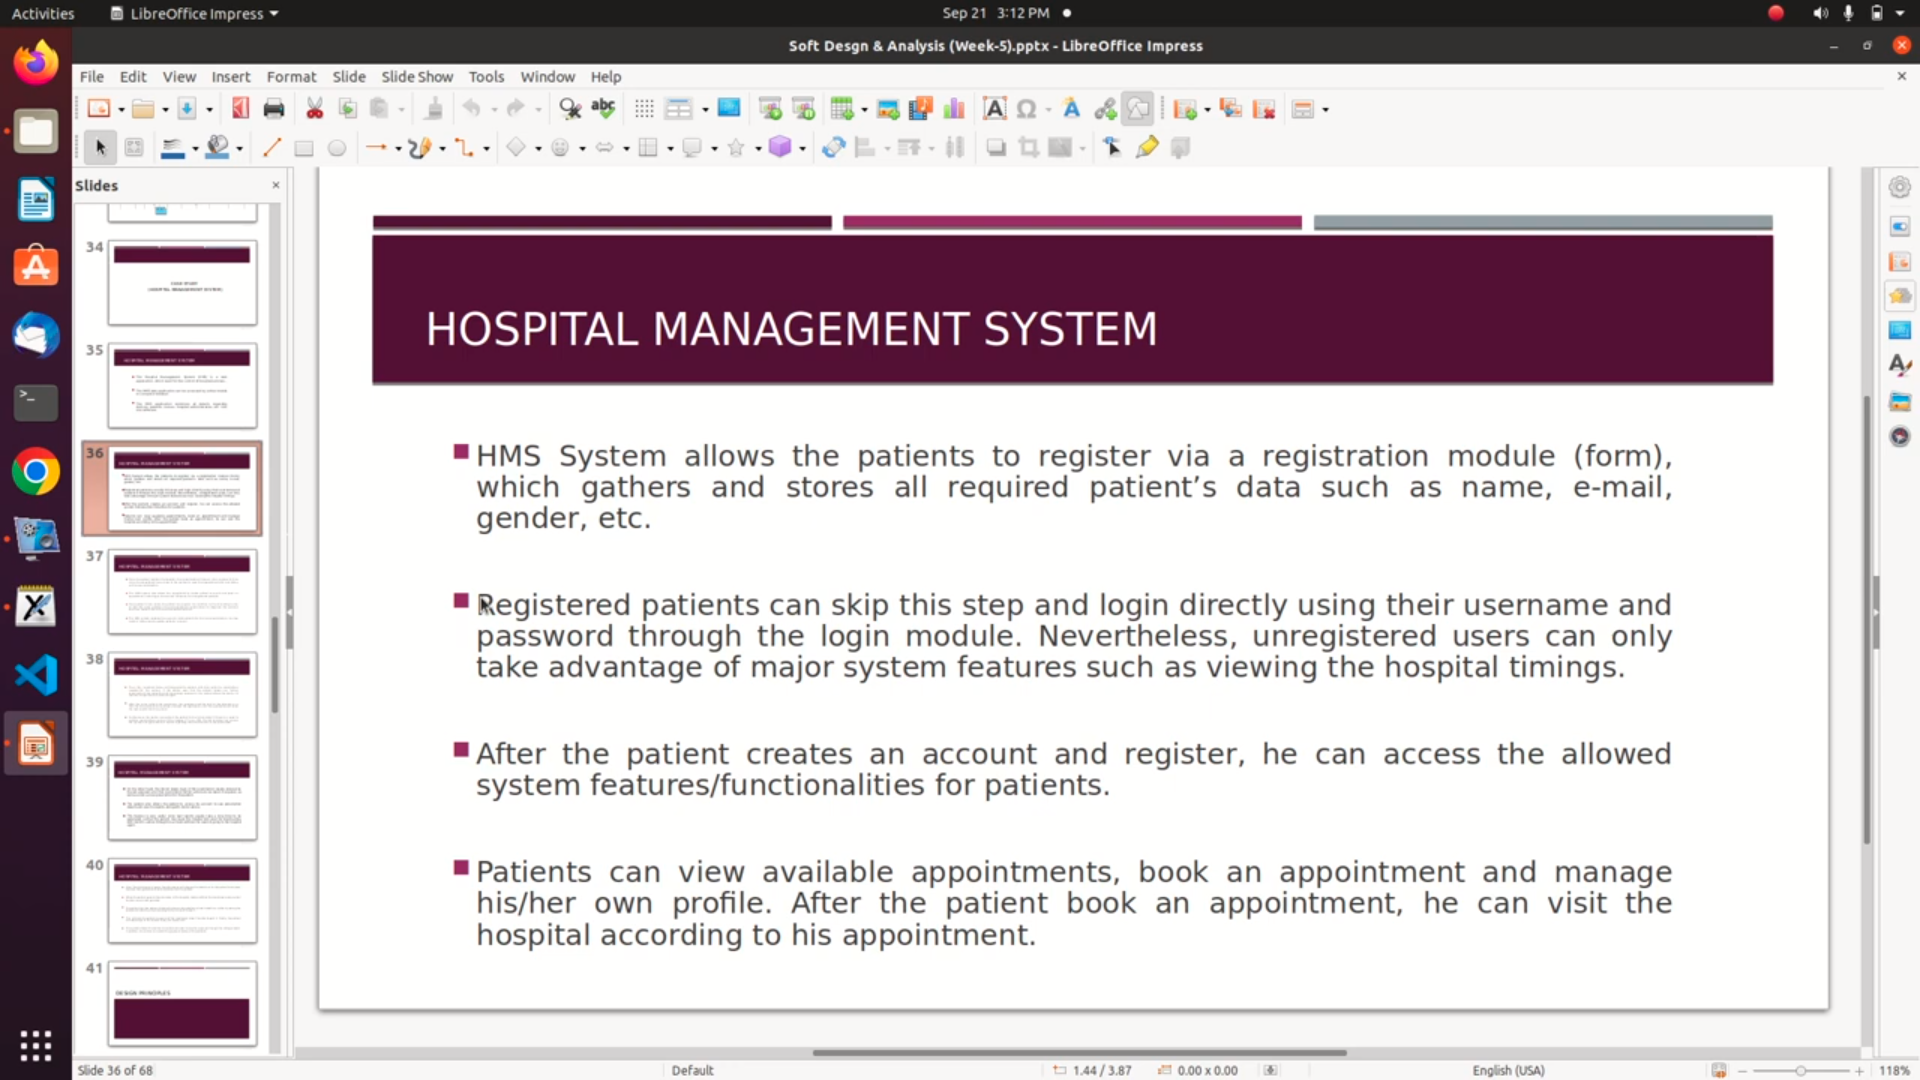 Activities
LibreOffice Impress
Sep 21 3:12 PM
Soft Desgn & Analysis (Week-5).pptx - LibreOffice Impress
File Edit View Insert Format Slide Slide Show Tools Window Help
Slides
34
35
36
37
38
39
40
41
HOSPITAL MANAGEMENT SYSTEM
HMS System allows the patients to register via a registration module (form),
which gathers and stores all required patient’s data such as name, e-mail,
gender, etc.
Registered patients can skip this step and login directly using their username and
password through the login module. Nevertheless, unregistered users can only
take advantage of major system features such as viewing the hospital timings.
After the patient creates an account and register, he can access the allowed
system features/functionalities for patients.
Patients can view available appointments, book an appointment and manage
his/her own profile. After the patient book an appointment, he can visit the
hospital according to his appointment.
Slide 36 of 68
Default
1.44 / 3.87
0.00 x 0.00
English (USA)
118%